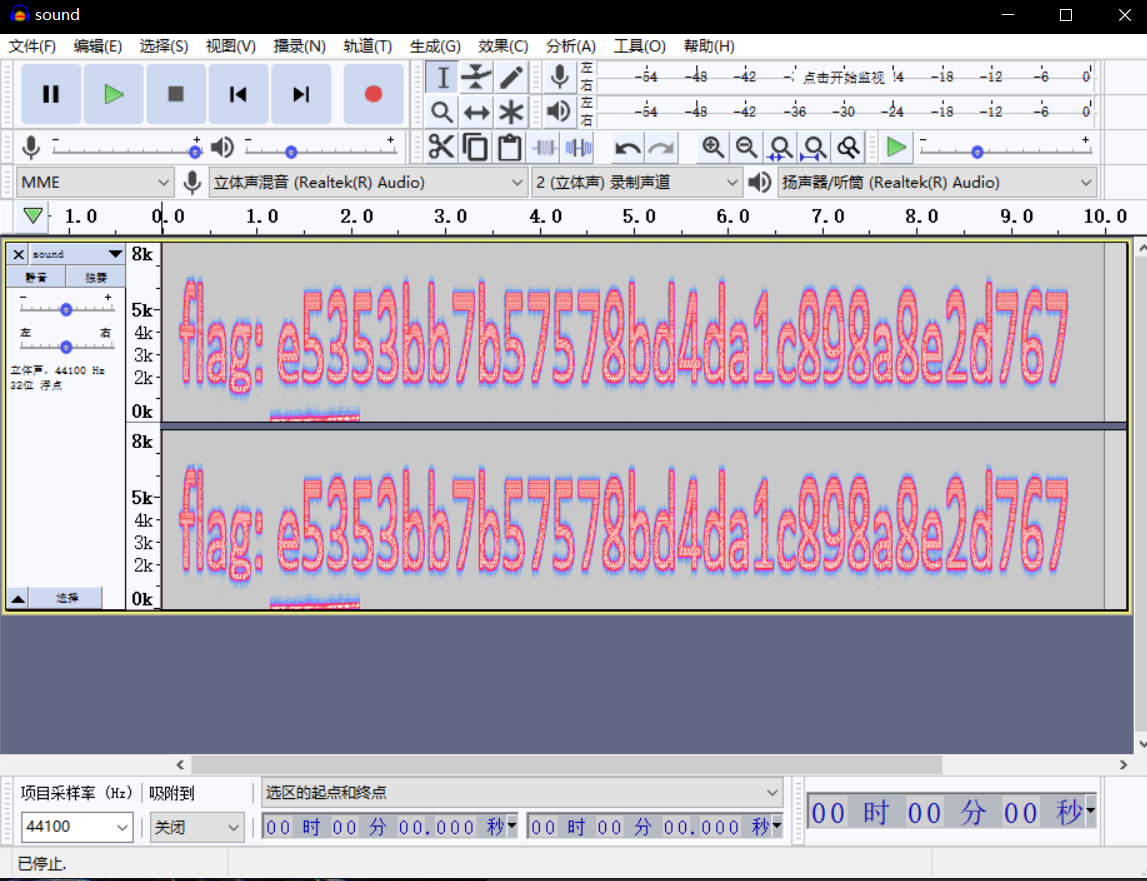 sound
文件(F) 编辑(E) 选择(S) 视图(V) 播录(N) 轨道(T) 生成(G) 效果(C) 分析(A) 工具(O) 帮助(H)
左 右 -54 -48 -42 -3 点击开始监视 !4 -18 -12 -6 0
左 右 -54 -48 -42 -36 -30 -24 -18 -12 -6 0
MME 立体声混音 (Realtek(R) Audio) 2 (立体声) 录制声道 扬声器/听筒 (Realtek(R) Audio)
1.0 0.0 1.0 2.0 3.0 4.0 5.0 6.0 7.0 8.0 9.0 10.0
sound
静音 独奏
- +
左 右
立体声, 44100 Hz
32位 浮点
选择
8k
5k
4k
3k
2k
0k
flag: e5353bb7b57578bd4da1c898a8e2d767
8k
5k
4k
3k
2k
0k
flag: e5353bb7b57578bd4da1c898a8e2d767
项目采样率 (Hz) 吸附到 选区的起点和终点
44100 关闭 00 时 00 分 00.000 秒 00 时 00 分 00.000 秒
00 时 00 分 00 秒
已停止.